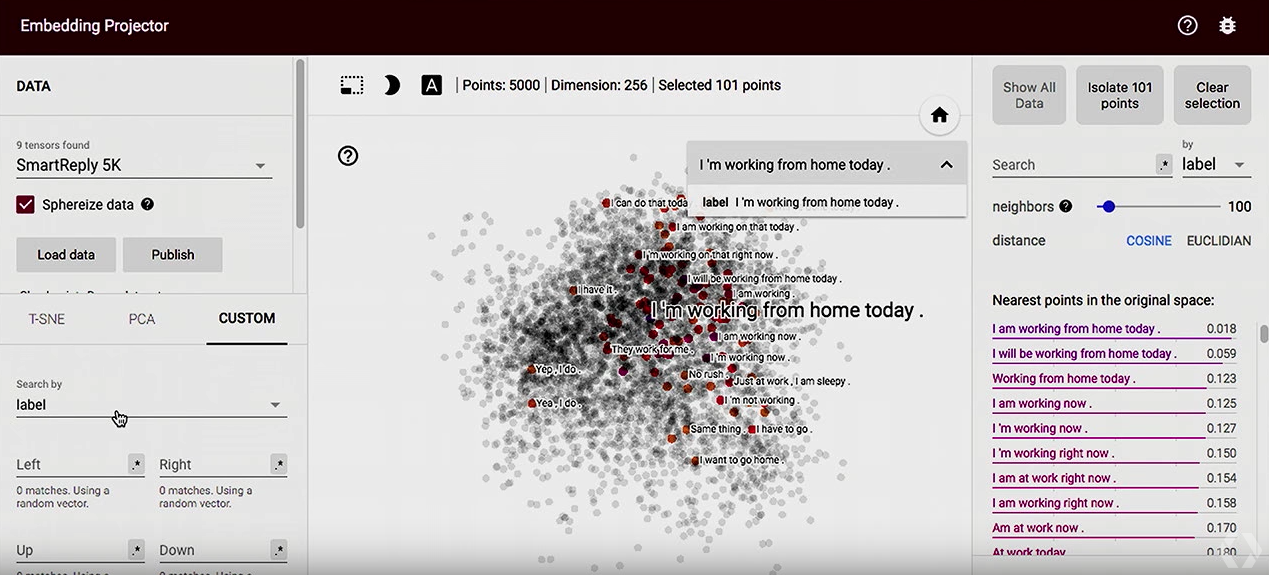 Embedding Projector
DATA
9 tensors found
SmartReply 5K
Sphereize data
Load data
Publish
T-SNE
PCA
CUSTOM
Search by
label
Left
.*
Right
.*
0 matches. Using a
random vector.
0 matches. Using a
random vector.
Up
.*
Down
.*
A
Points: 5000
Dimension: 256
Selected 101 points
I 'm working from home today .
label I 'm working from home today .
I can do that toda
I am working on that today .
I 'm working on that right now .
I will be working from home today .
I have it .
I am working .
I 'm working from home today .
I am working now .
They work for me .
I 'm working now .
Yep , I do .
No rush .
Just at work , I am sleepy .
Yea , I do .
I 'm not working .
Same thing .
I have to go .
I want to go home .
Show All
Data
Isolate 101
points
Clear
selection
Search
.*
by
label
neighbors
100
distance
COSINE
EUCLIDIAN
Nearest points in the original space:
I am working from home today . 0.018
I will be working from home today . 0.059
Working from home today . 0.123
I am working now . 0.125
I 'm working now . 0.127
I 'm working right now . 0.150
I am at work right now . 0.154
I am working right now . 0.158
Am at work now . 0.170
At work today 0.180